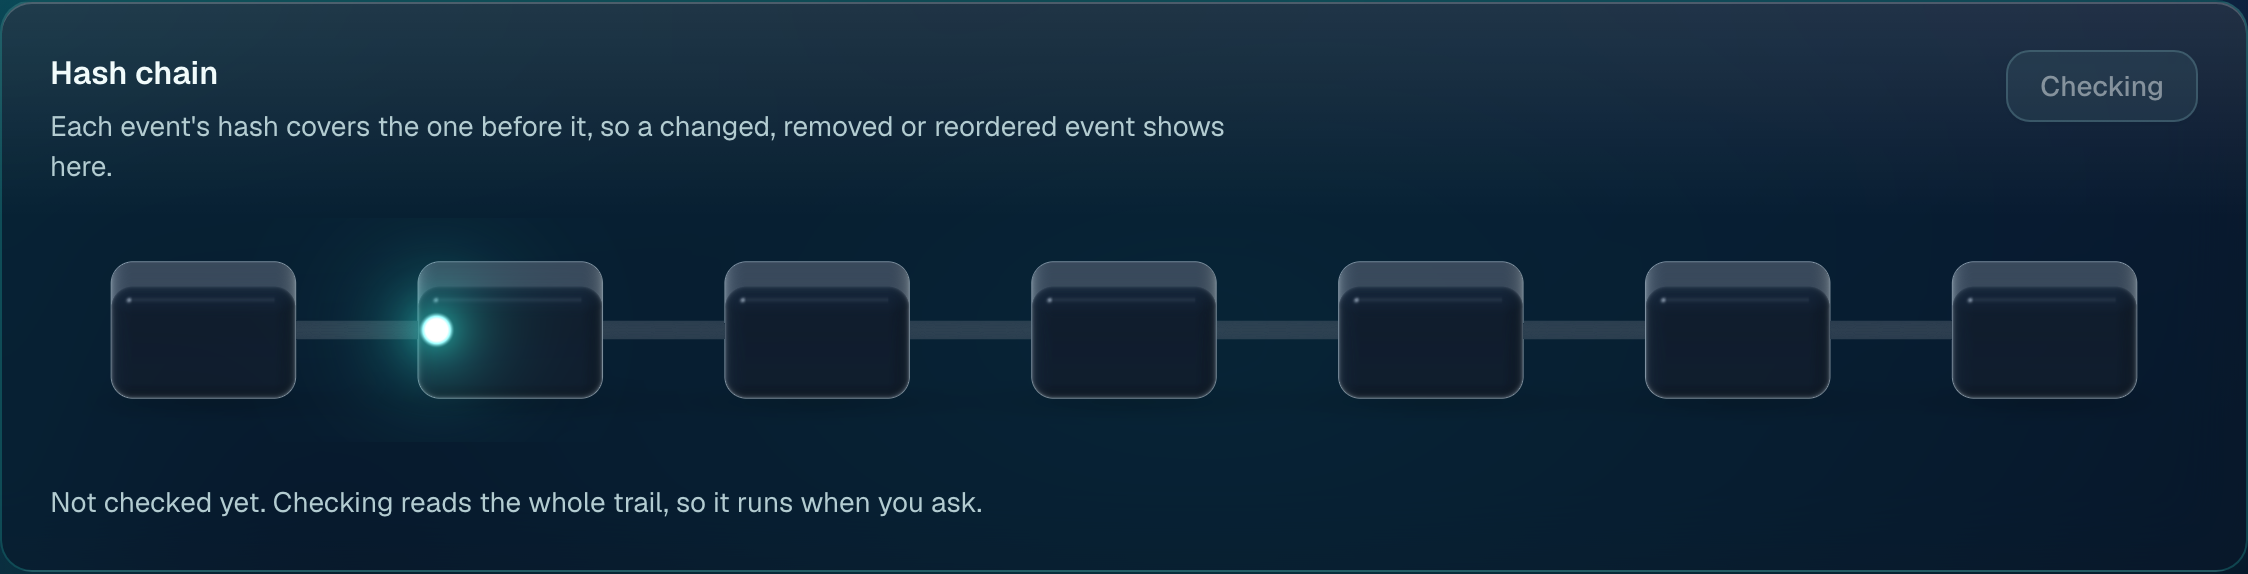 Hash chain
Checking
Each event's hash covers the one before it, so a changed, removed or reordered event shows
here.
Not checked yet. Checking reads the whole trail, so it runs when you ask.